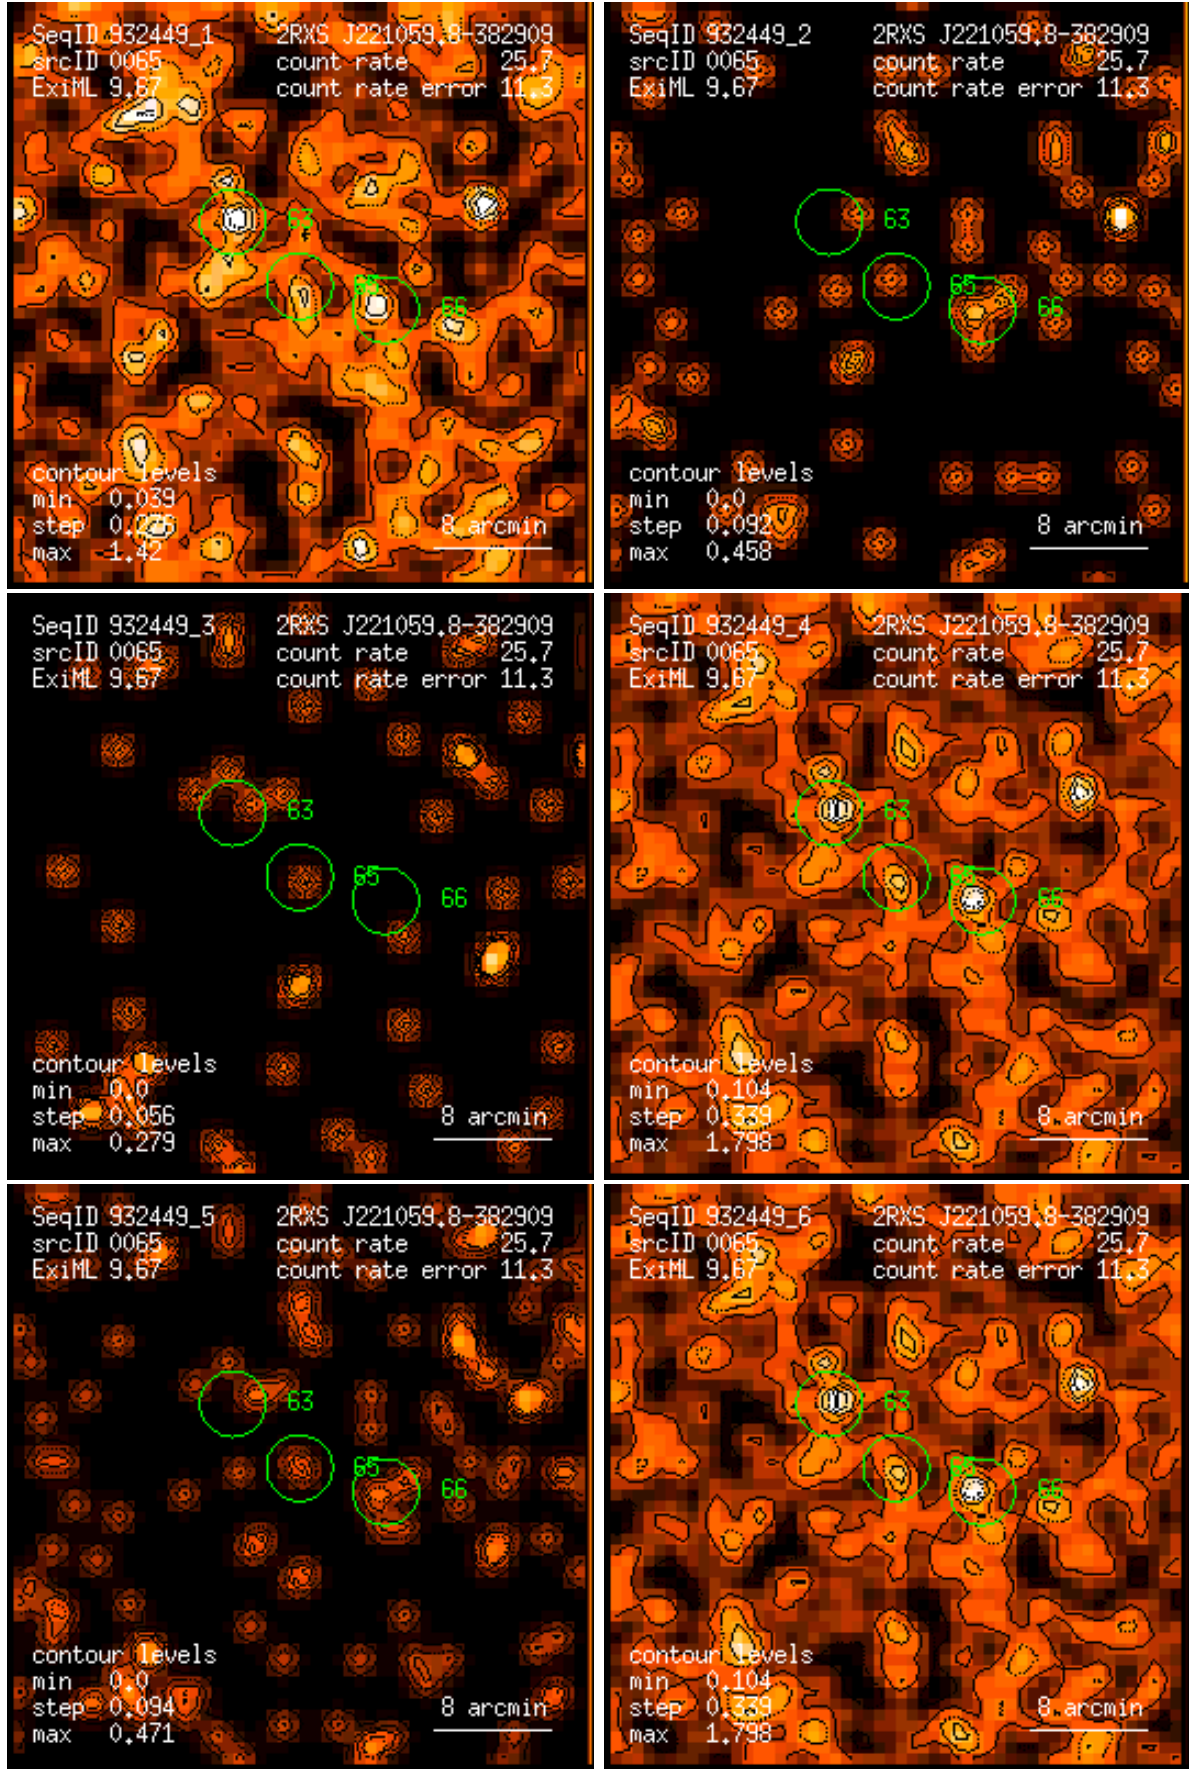 SeqID 932449_1 2RXS J221059.8-382909
srcID 0065 count rate 25.7
ExiML 9.67 count rate error 11.3
63
65
66
contour levels
min 0.039
step 0.276
max 1.42
8 arcmin
SeqID 932449_2 2RXS J221059.8-382909
srcID 0065 count rate 25.7
ExiML 9.67 count rate error 11.3
63
65
66
contour levels
min 0.0
step 0.092
max 0.458
8 arcmin
SeqID 932449_3 2RXS J221059.8-382909
srcID 0065 count rate 25.7
ExiML 9.67 count rate error 11.3
63
65
66
contour levels
min 0.0
step 0.056
max 0.279
8 arcmin
SeqID 932449_4 2RXS J221059.8-382909
srcID 0065 count rate 25.7
ExiML 9.67 count rate error 11.3
63
65
66
contour levels
min 0.104
step 0.339
max 1.798
8 arcmin
SeqID 932449_5 2RXS J221059.8-382909
srcID 0065 count rate 25.7
ExiML 9.67 count rate error 11.3
63
65
66
contour levels
min 0.0
step 0.094
max 0.471
8 arcmin
SeqID 932449_6 2RXS J221059.8-382909
srcID 0065 count rate 25.7
ExiML 9.67 count rate error 11.3
63
65
66
contour levels
min 0.104
step 0.339
max 1.798
8 arcmin